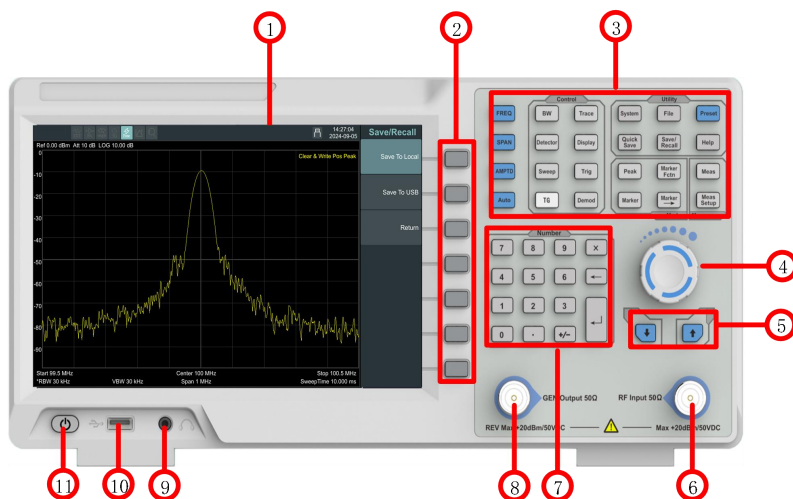 1
2
3
14:27:04
2024-09-05
Save/Recall
Ref 0.00 dBm Att 10 dB LOG 10.00 dB
Clear & Write Pos Peak
0
-10
-20
-30
-40
-50
-60
-70
-80
-90
Start 99.5 MHz
Center 100 MHz
Stop 100.5 MHz
*RBW 30 kHz
VBW 30 kHz
Span 1 MHz
SweepTime 10.000 ms
Save To Local
Save To USB
Return
Control
Utility
FREQ
BW
Trace
System
File
Preset
SPAN
Detector
Display
Quick Save
Save/ Recall
Help
AMPTD
Sweep
Trig
Peak
Marker Fctn
Meas
Auto
TG
Demod
Marker
Marker →
Meas Setup
Number
7
8
9
×
4
5
6
←
1
2
3
↵
0
.
+/−
4
5
GEN Output 50Ω
RF Input 50Ω
REV Max +20dBm/50VDC
Max +20dBm/50VDC
11
10
9
8
7
6